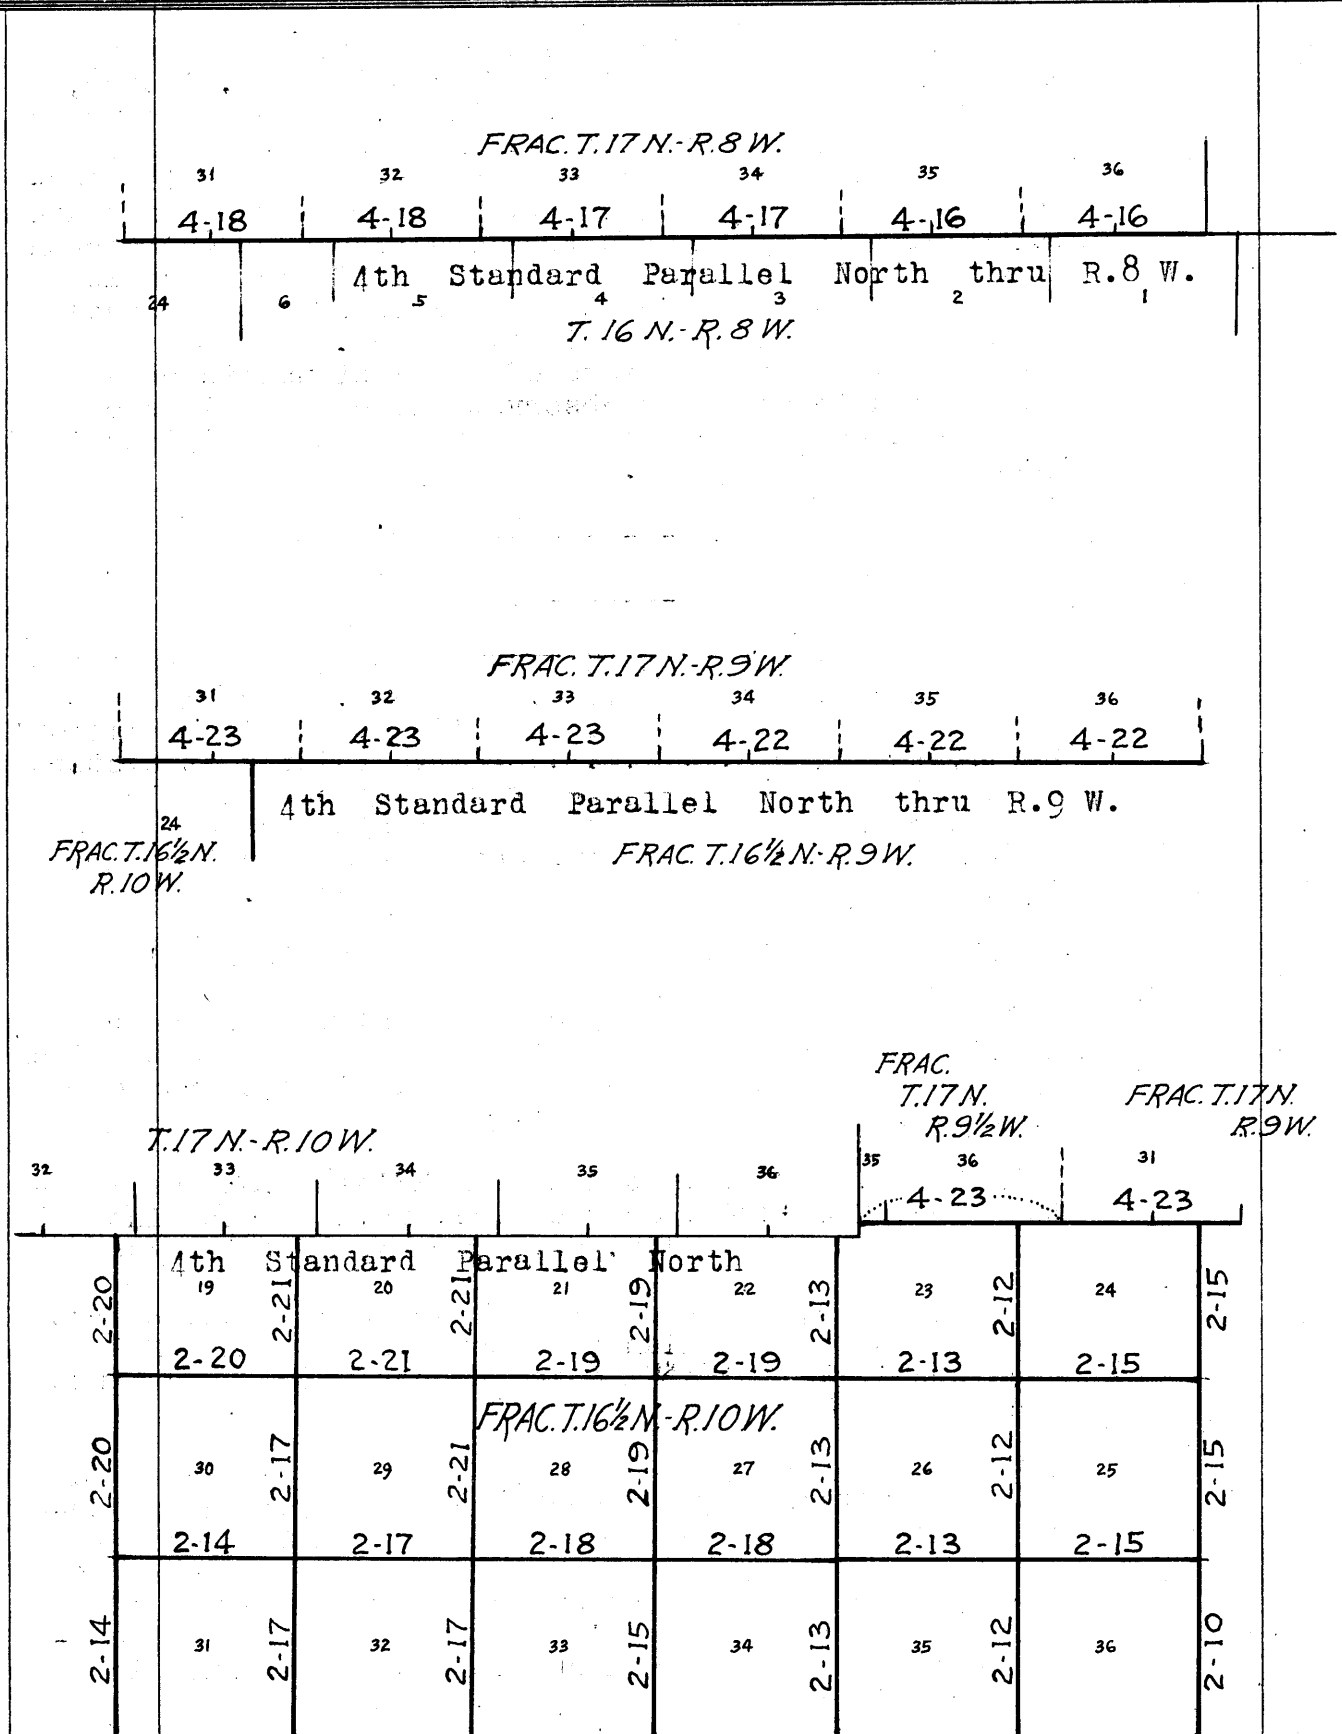 FRAC. T.17 N.-R.8 W.
31 32 33 34 35 36
4-18 4-18 4-17 4-17 4-16 4-16
4th Standard Parallel North thru R.8 W.
24 6 5 4 3 2 1
T. 16 N.-R. 8 W.
FRAC. T.17 N.-R.9 W.
31 32 33 34 35 36
4-23 4-23 4-23 4-22 4-22 4-22
4th Standard Parallel North thru R.9 W.
24
FRAC. T.16½ N.
R.10 W.
FRAC. T.16½ N.-R.9 W.
FRAC.
T.17 N.
R.9½ W.
FRAC. T.17 N.
R.9 W.
T.17 N.-R.10 W.
32 33 34 35 36 35 36 31
4-23 4-23
4th Standard Parallel North
2-20 19 2-21 20 2-21 21 2-19 22 2-13 23 2-12 24 2-15
2-20 2-21 2-19 2-19 2-13 2-15
FRAC. T.16½ N.-R.10 W.
2-20 30 2-17 29 2-21 28 2-19 27 2-13 26 2-12 25 2-15
2-14 2-17 2-18 2-18 2-13 2-15
2-14 31 2-17 32 2-17 33 2-15 34 2-13 35 2-12 36 2-10